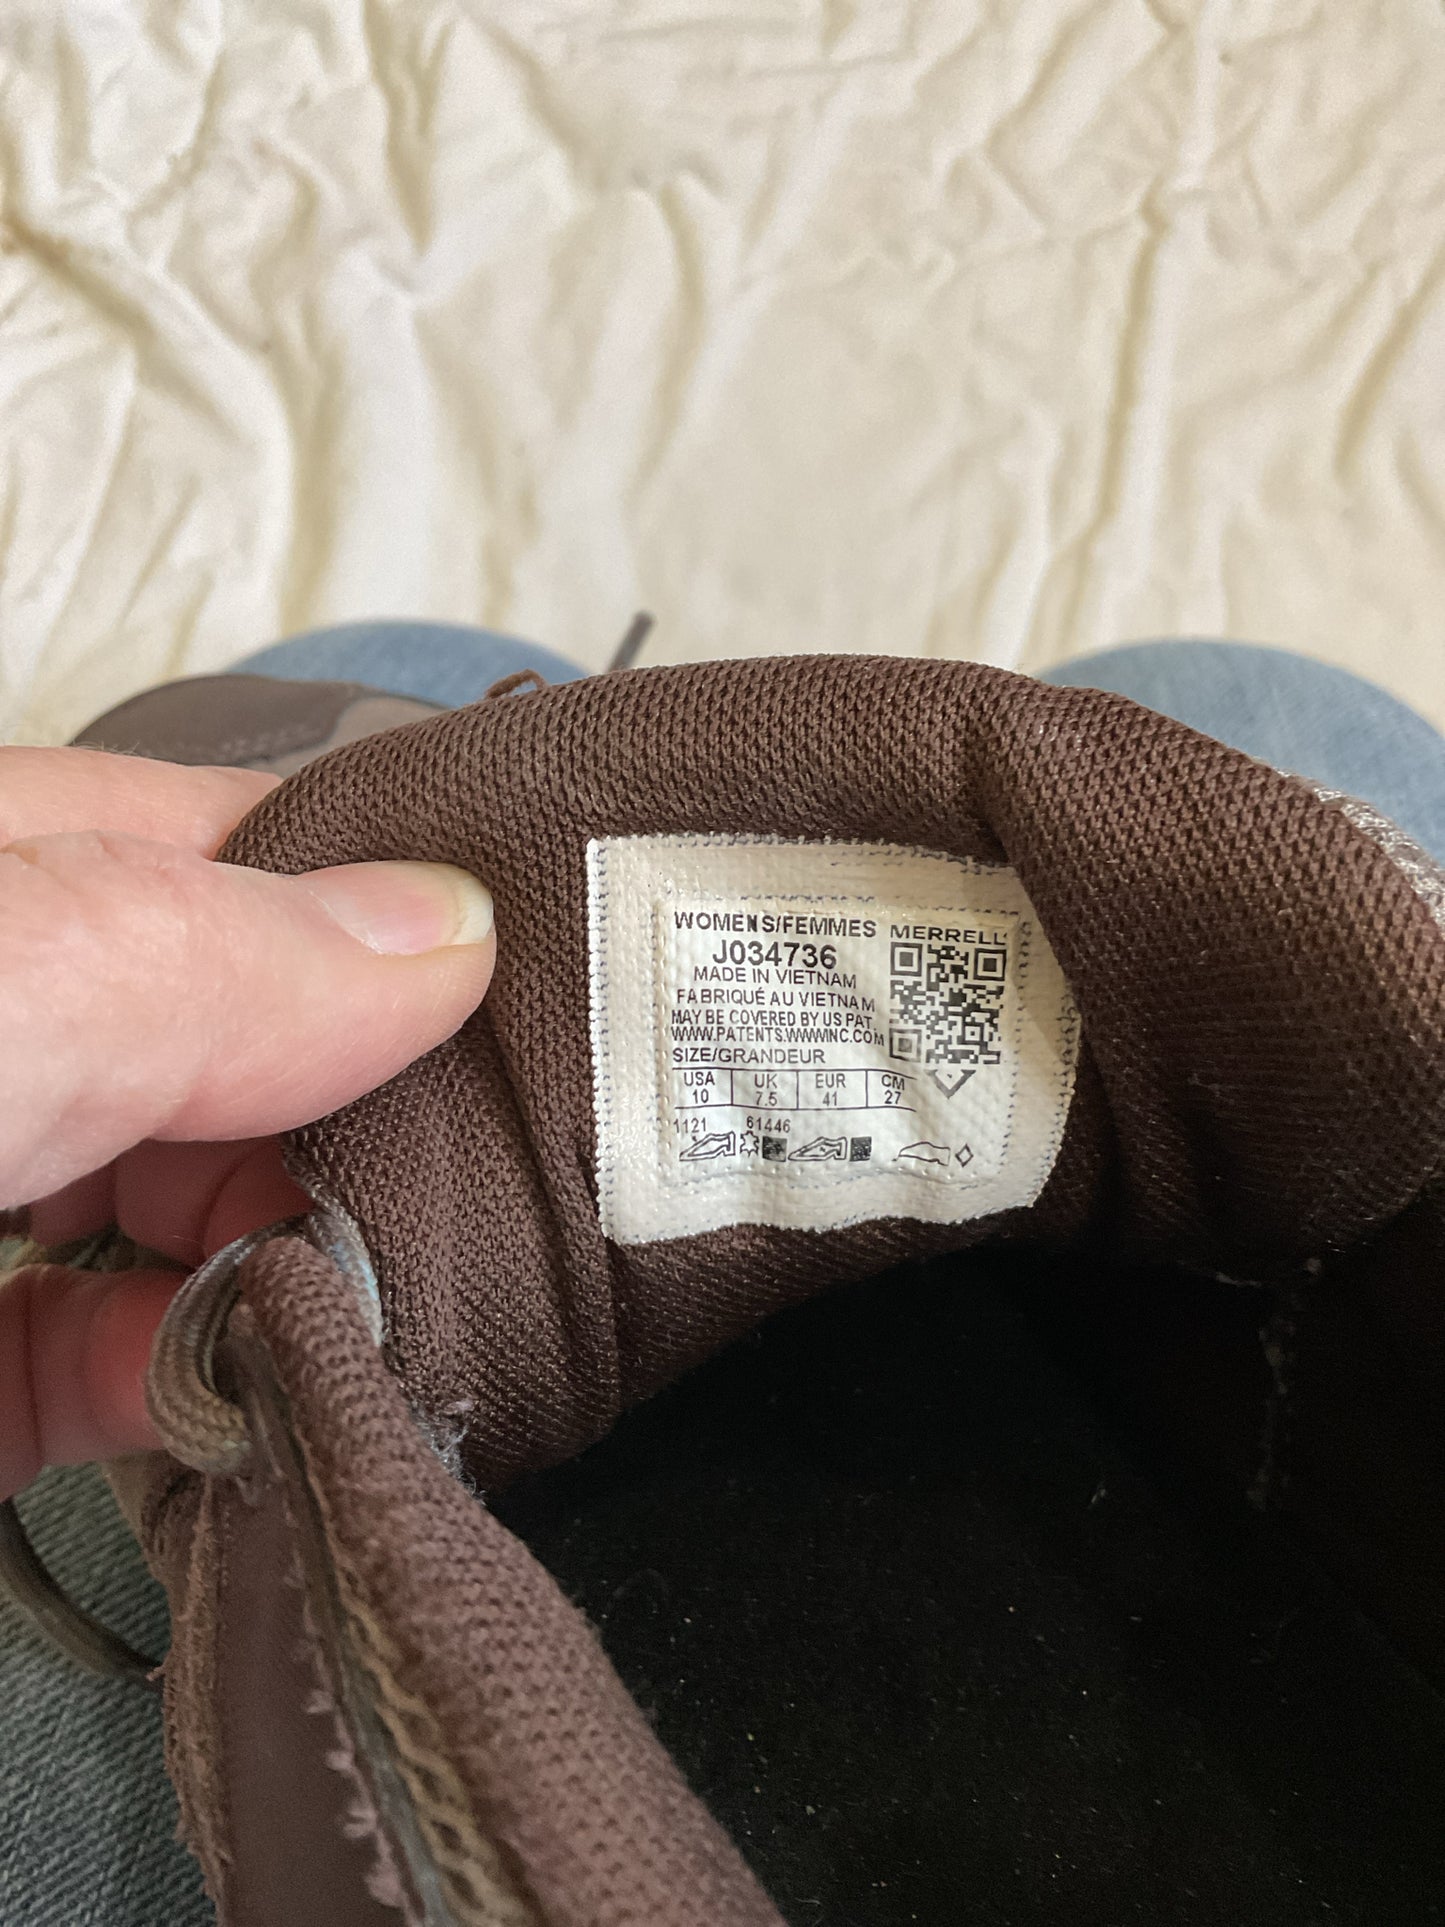 WOMENS/FEMMES
MERRELL
J034736
MADE IN VIETNAM
FABRIQUÉ AU VIETNAM
MAY BE COVERED BY US PAT.
WWW.PATENTS.WWWINC.COM
SIZE/GRANDEUR
USA UK EUR CM
10 7.5 41 27
1121 61446